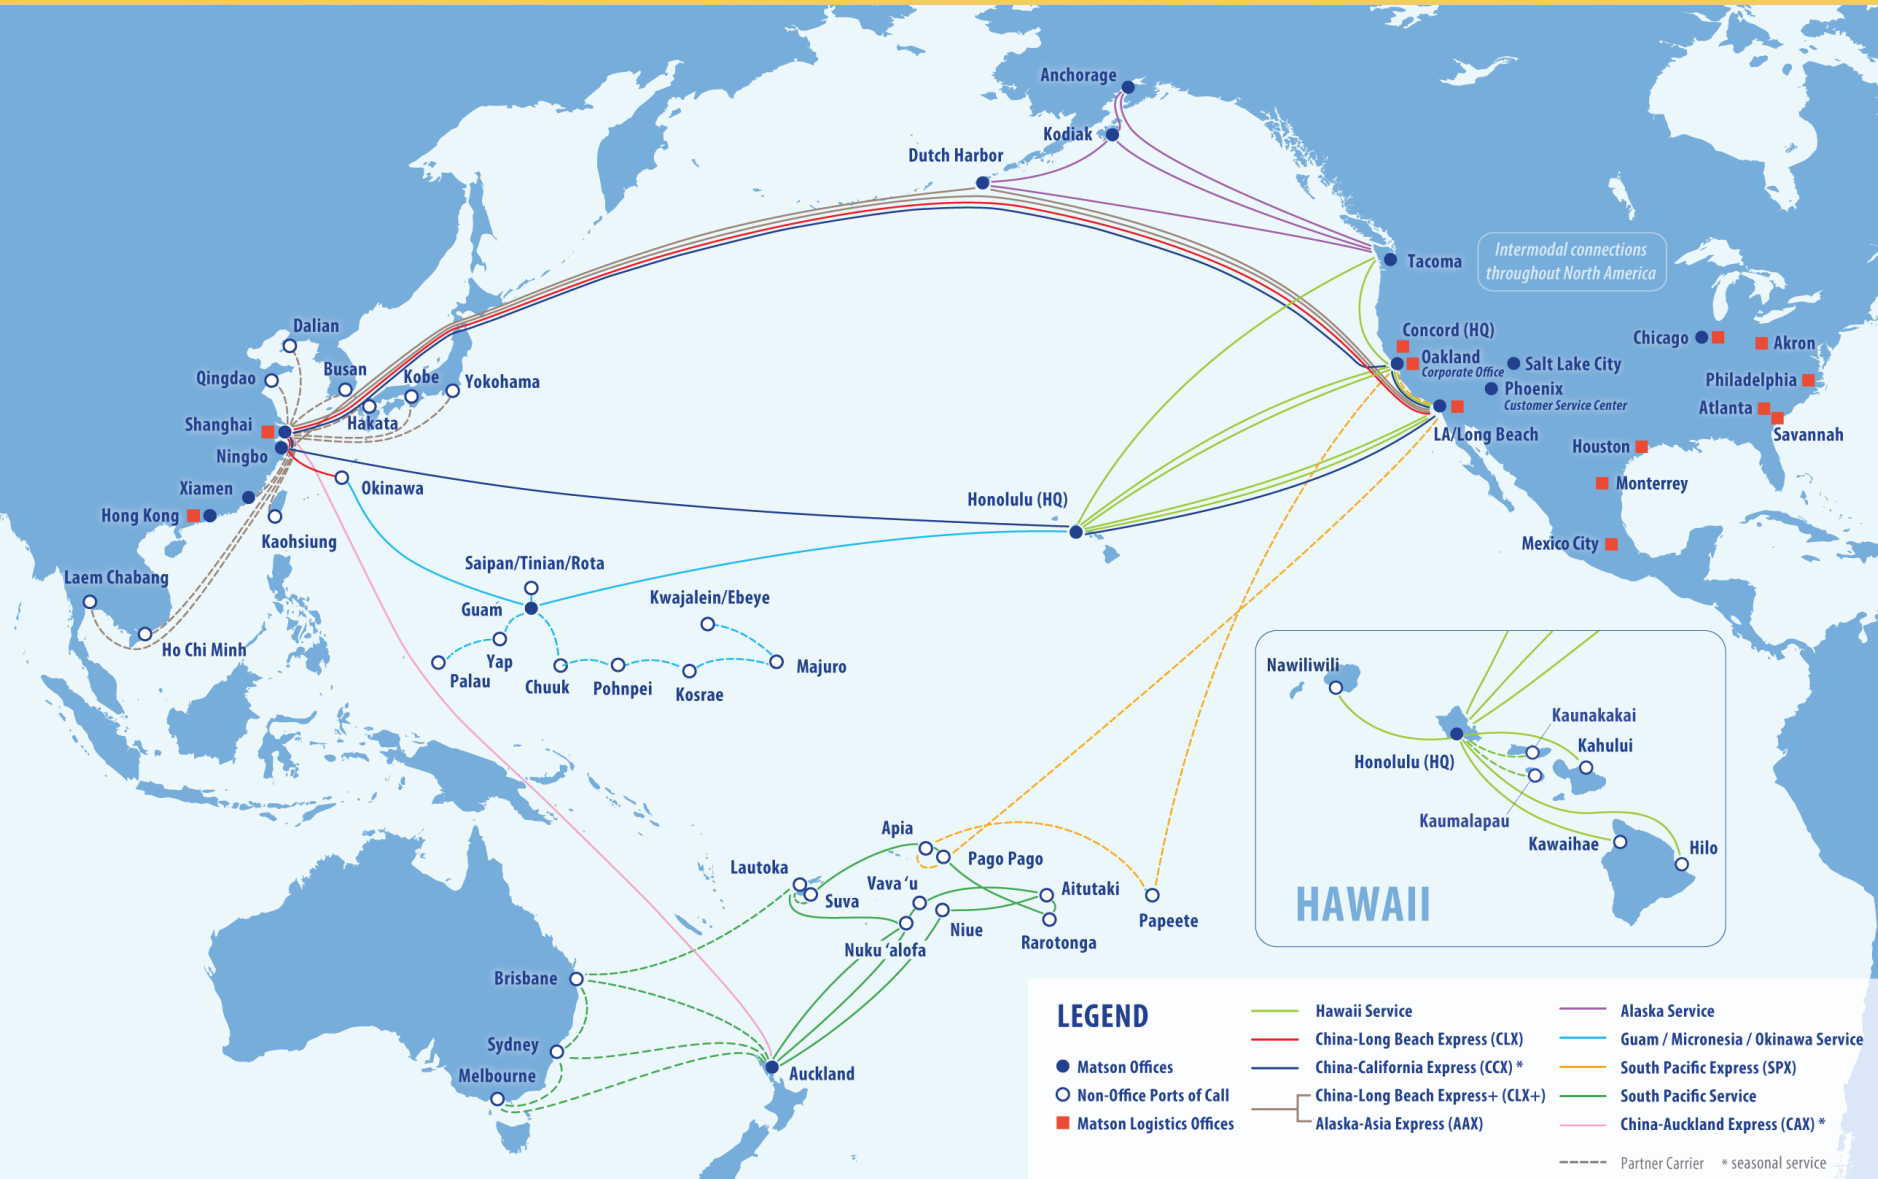 Anchorage
Kodiak
Dutch Harbor
Tacoma
Intermodal connections
throughout North America
Concord (HQ)
Oakland
Corporate Office
Salt Lake City
Phoenix
Customer Service Center
LA/Long Beach
Chicago
Akron
Philadelphia
Atlanta
Savannah
Houston
Monterrey
Mexico City
Dalian
Qingdao
Busan
Kobe
Yokohama
Shanghai
Hakata
Ningbo
Okinawa
Xiamen
Hong Kong
Kaohsiung
Laem Chabang
Ho Chi Minh
Honolulu (HQ)
Saipan/Tinian/Rota
Guam
Kwajalein/Ebeye
Yap
Palau
Chuuk
Pohnpei
Kosrae
Majuro
Apia
Pago Pago
Lautoka
Suva
Vava ‘u
Aitutaki
Niue
Nuku ‘alofa
Rarotonga
Papeete
Brisbane
Sydney
Melbourne
Auckland
Nawiliwili
Kaunakakai
Kahului
Honolulu (HQ)
Kaumalapau
Kawaihae
Hilo
HAWAII
LEGEND
Matson Offices
Non-Office Ports of Call
Matson Logistics Offices
Hawaii Service
China-Long Beach Express (CLX)
China-California Express (CCX) *
China-Long Beach Express+ (CLX+)
Alaska-Asia Express (AAX)
Alaska Service
Guam / Micronesia / Okinawa Service
South Pacific Express (SPX)
South Pacific Service
China-Auckland Express (CAX) *
Partner Carrier * seasonal service